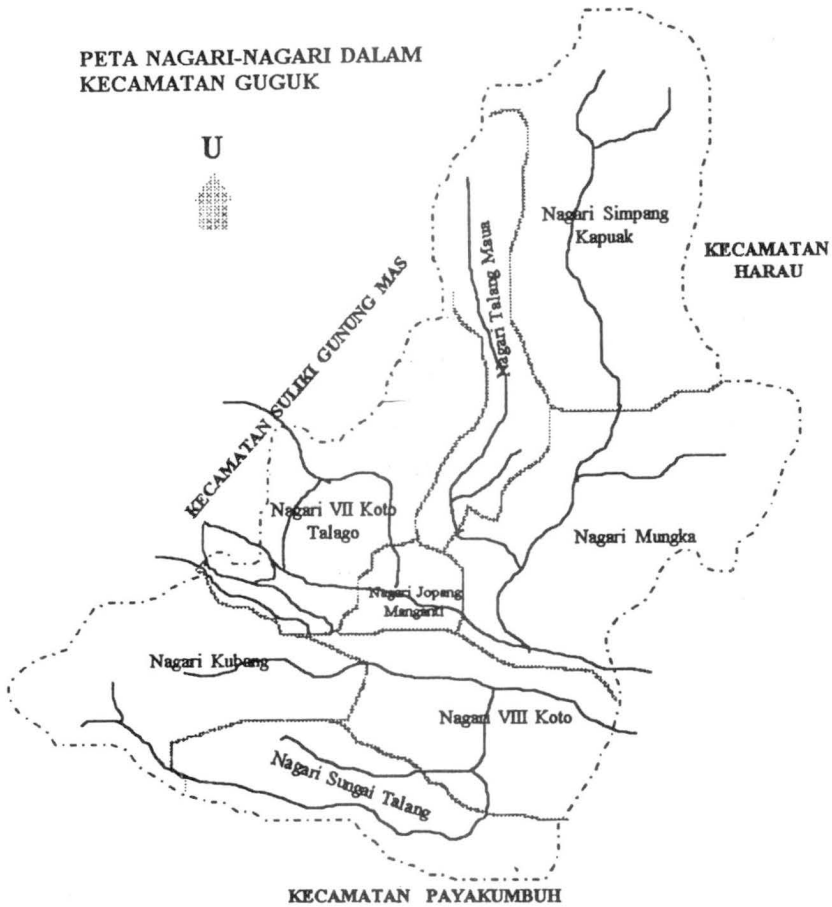 PETA NAGARI-NAGARI DALAM
KECAMATAN GUGUK
U
Nagari Simpang
Kapuak
KECAMATAN
HARAU
Nagari Talang Maua
KECAMATAN SULIKI GUNUNG MAS
Nagari VII Koto
Talago
Nagari Mungka
Nagari Jopang
Manganti
Nagari Kubang
Nagari VIII Koto
Nagari Sungai Talang
KECAMATAN PAYAKUMBUH